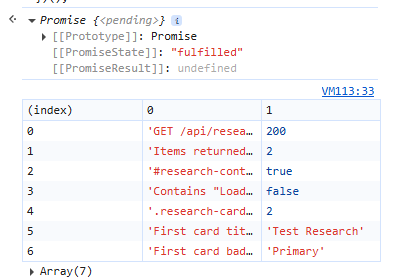 Promise {<pending>} i
[[Prototype]]: Promise
[[PromiseState]]: "fulfilled"
[[PromiseResult]]: undefined
VM113:33
(index) 0 1
0 'GET /api/resea… 200
1 'Items returned… 2
2 '#research-cont… true
3 'Contains "Load… false
4 '.research-card… 2
5 'First card tit… 'Test Research'
6 'First card bad… 'Primary'
Array(7)